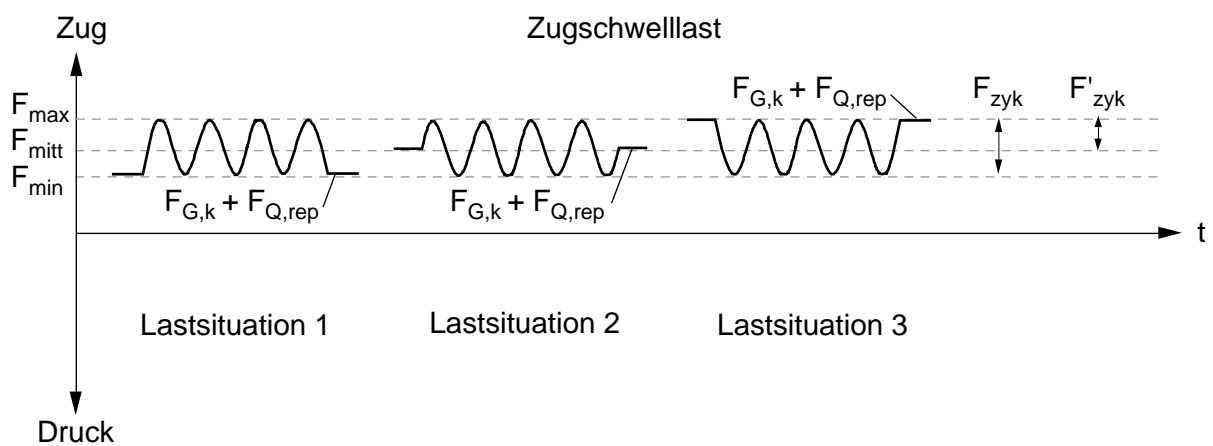 Zug
Zugschwelllast
F_max
F_mitt
F_min
F_G,k + F_Q,rep
F_G,k + F_Q,rep
F_G,k + F_Q,rep
F_zyk
F'_zyk
t
Lastsituation 1
Lastsituation 2
Lastsituation 3
Druck